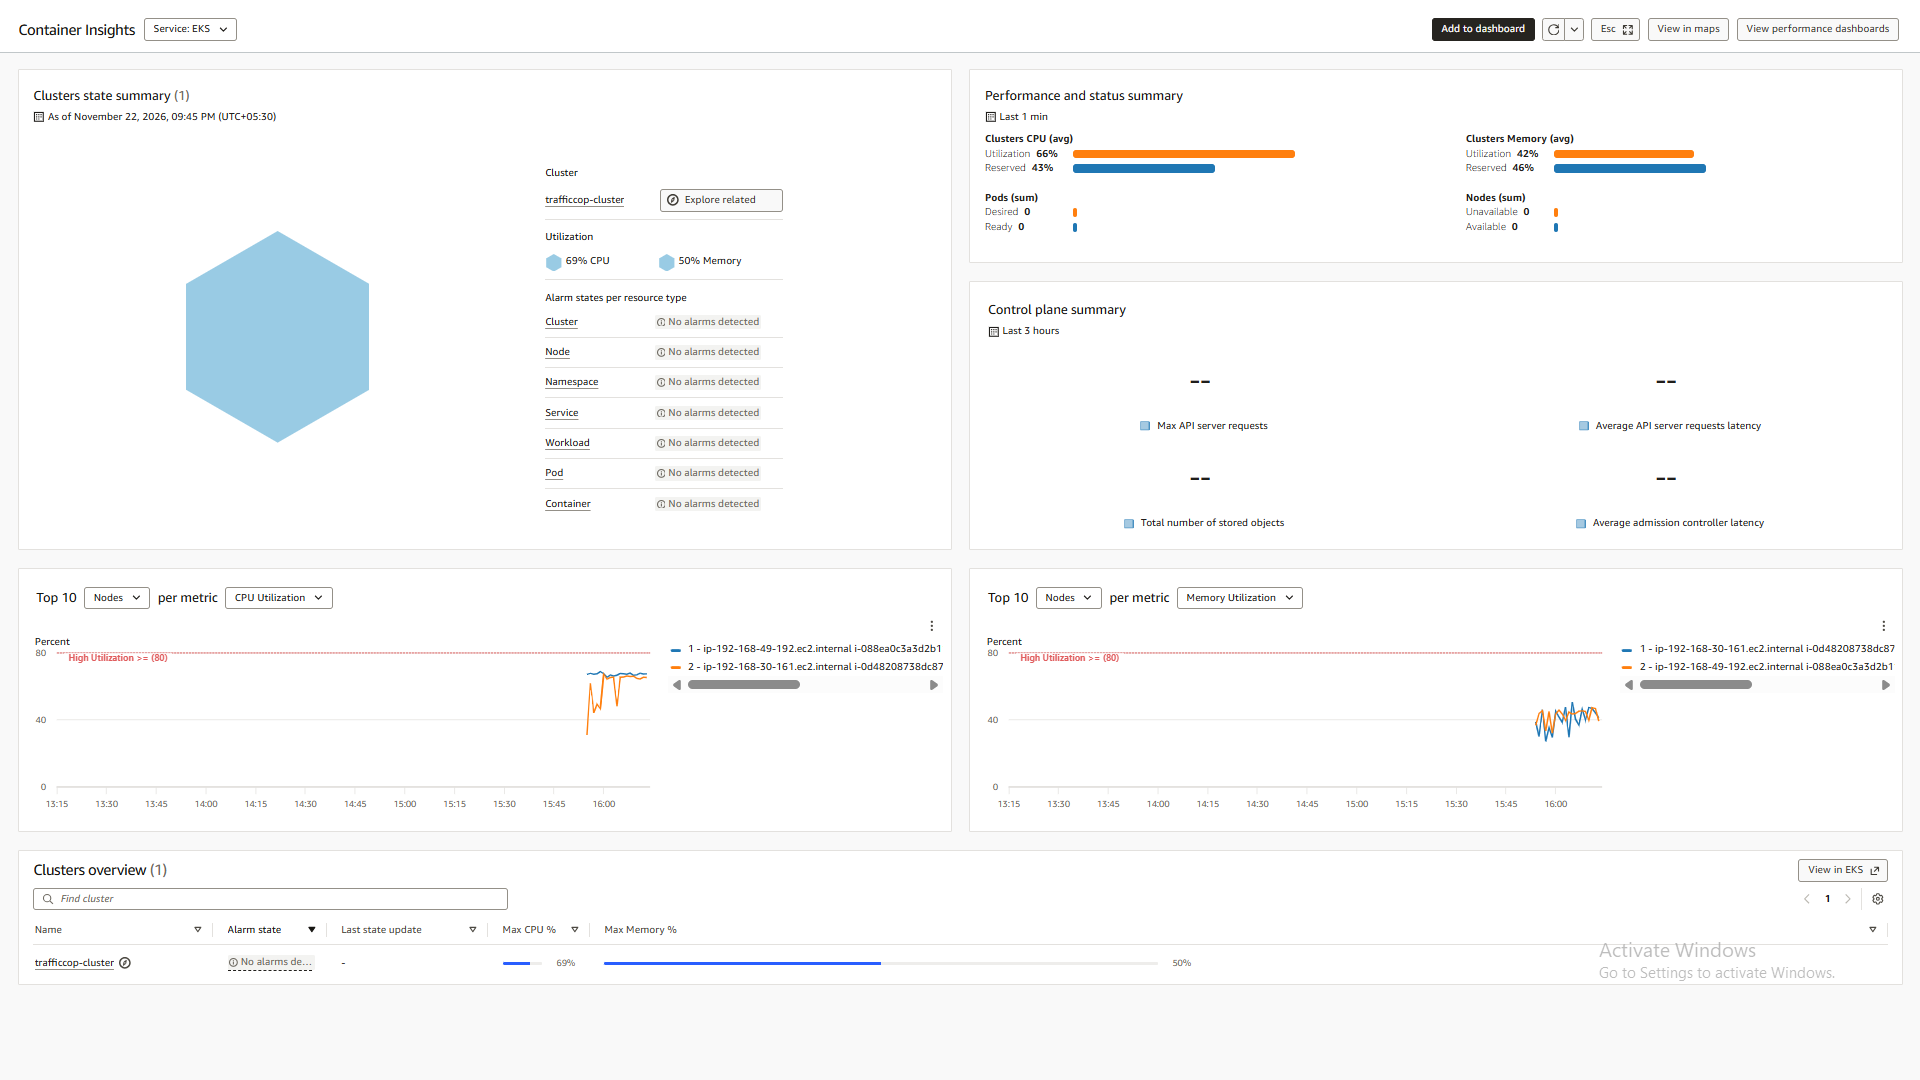 Container Insights
Service: EKS
Add to dashboard
Esc
View in maps
View performance dashboards
Clusters state summary (1)
As of November 22, 2026, 09:45 PM (UTC+05:30)
Cluster
trafficcop-cluster
Explore related
Utilization
69% CPU
50% Memory
Alarm states per resource type
Cluster No alarms detected
Node No alarms detected
Namespace No alarms detected
Service No alarms detected
Workload No alarms detected
Pod No alarms detected
Container No alarms detected
Performance and status summary
Last 1 min
Clusters CPU (avg)
Utilization 66%
Reserved 43%
Clusters Memory (avg)
Utilization 42%
Reserved 46%
Pods (sum)
Desired 0
Ready 0
Nodes (sum)
Unavailable 0
Available 0
Control plane summary
Last 3 hours
--
Max API server requests
--
Average API server requests latency
--
Total number of stored objects
--
Average admission controller latency
Top 10 Nodes per metric CPU Utilization
Percent
80
High Utilization >= (80)
40
0
13:15 13:30 13:45 14:00 14:15 14:30 14:45 15:00 15:15 15:30 15:45 16:00
1 - ip-192-168-49-192.ec2.internal i-088ea0c3a3d2b1
2 - ip-192-168-30-161.ec2.internal i-0d48208738dc87
Top 10 Nodes per metric Memory Utilization
Percent
80
High Utilization >= (80)
40
0
13:15 13:30 13:45 14:00 14:15 14:30 14:45 15:00 15:15 15:30 15:45 16:00
1 - ip-192-168-30-161.ec2.internal i-0d48208738dc87
2 - ip-192-168-49-192.ec2.internal i-088ea0c3a3d2b1
Clusters overview (1)
View in EKS
Find cluster
1
Name Alarm state Last state update Max CPU % Max Memory %
trafficcop-cluster No alarms de... - 69% 50%
Activate Windows
Go to Settings to activate Windows.